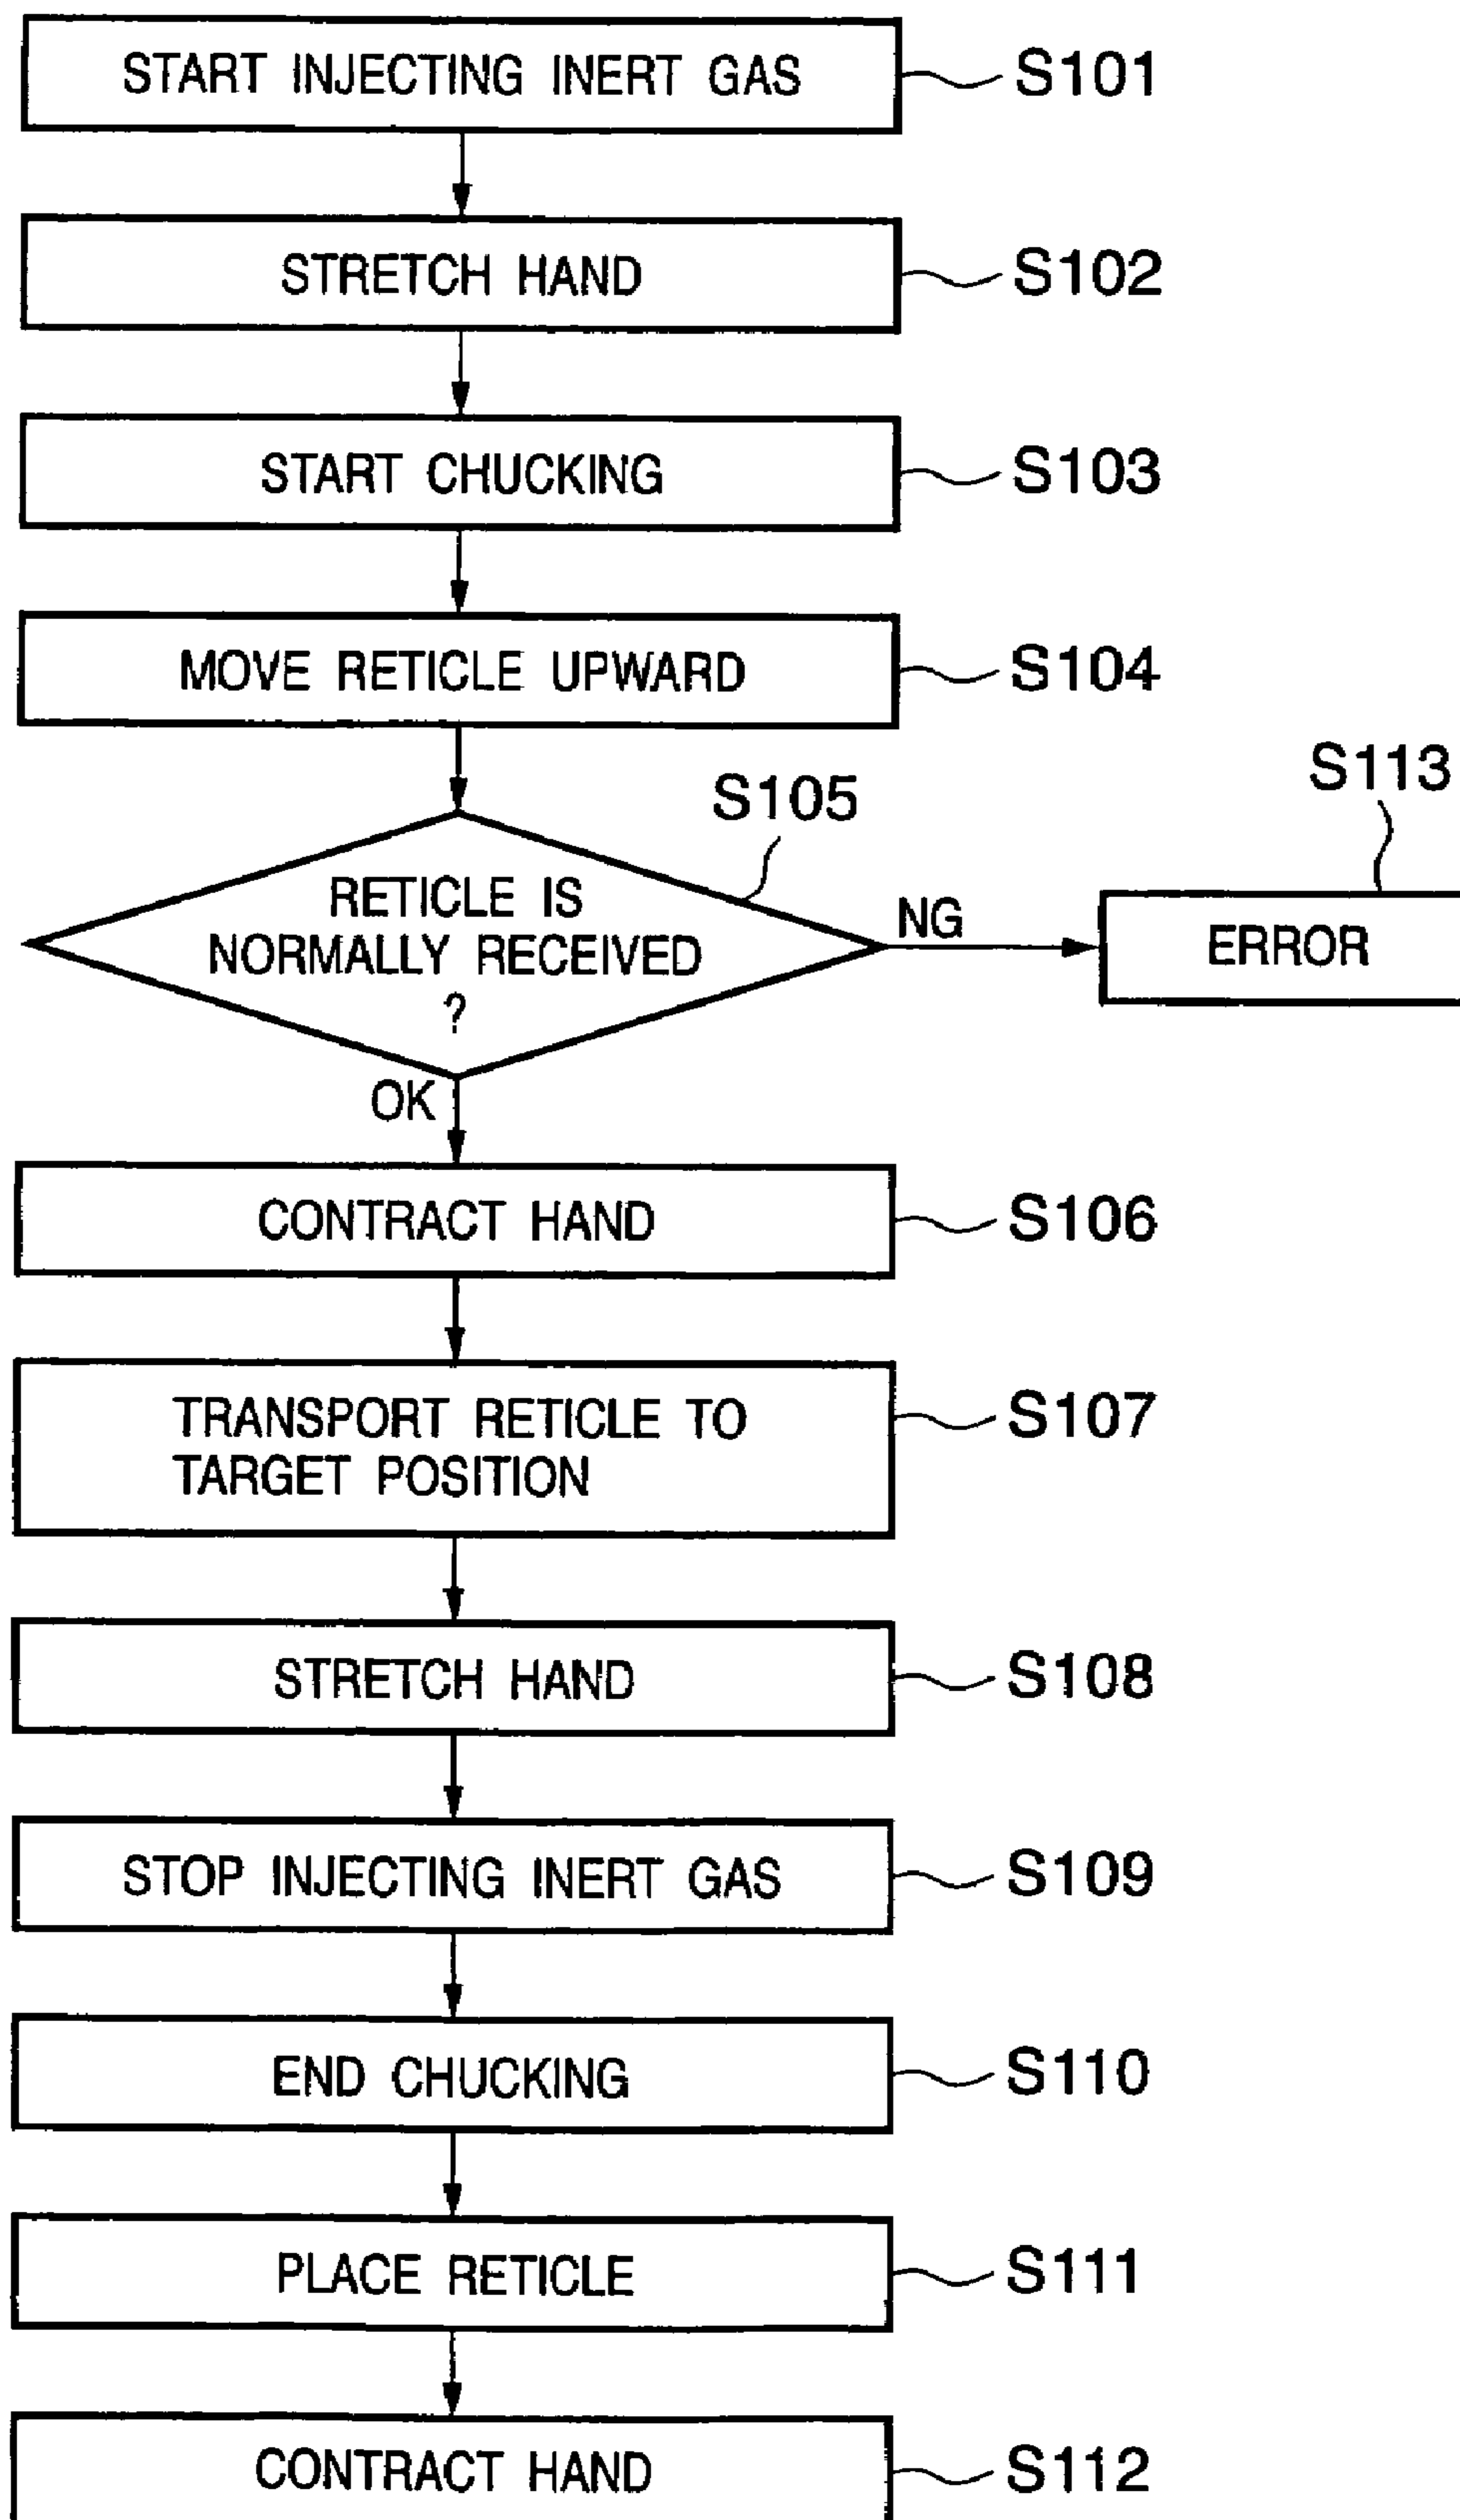 START INJECTING INERT GAS
S101
STRETCH HAND
S102
START CHUCKING
S103
MOVE RETICLE UPWARD
S104
S105
S113
RETICLE IS
NORMALLY RECEIVED
?
NG
ERROR
OK
CONTRACT HAND
S106
TRANSPORT RETICLE TO
TARGET POSITION
S107
STRETCH HAND
S108
STOP INJECTING INERT GAS
S109
END CHUCKING
S110
PLACE RETICLE
S111
CONTRACT HAND
S112